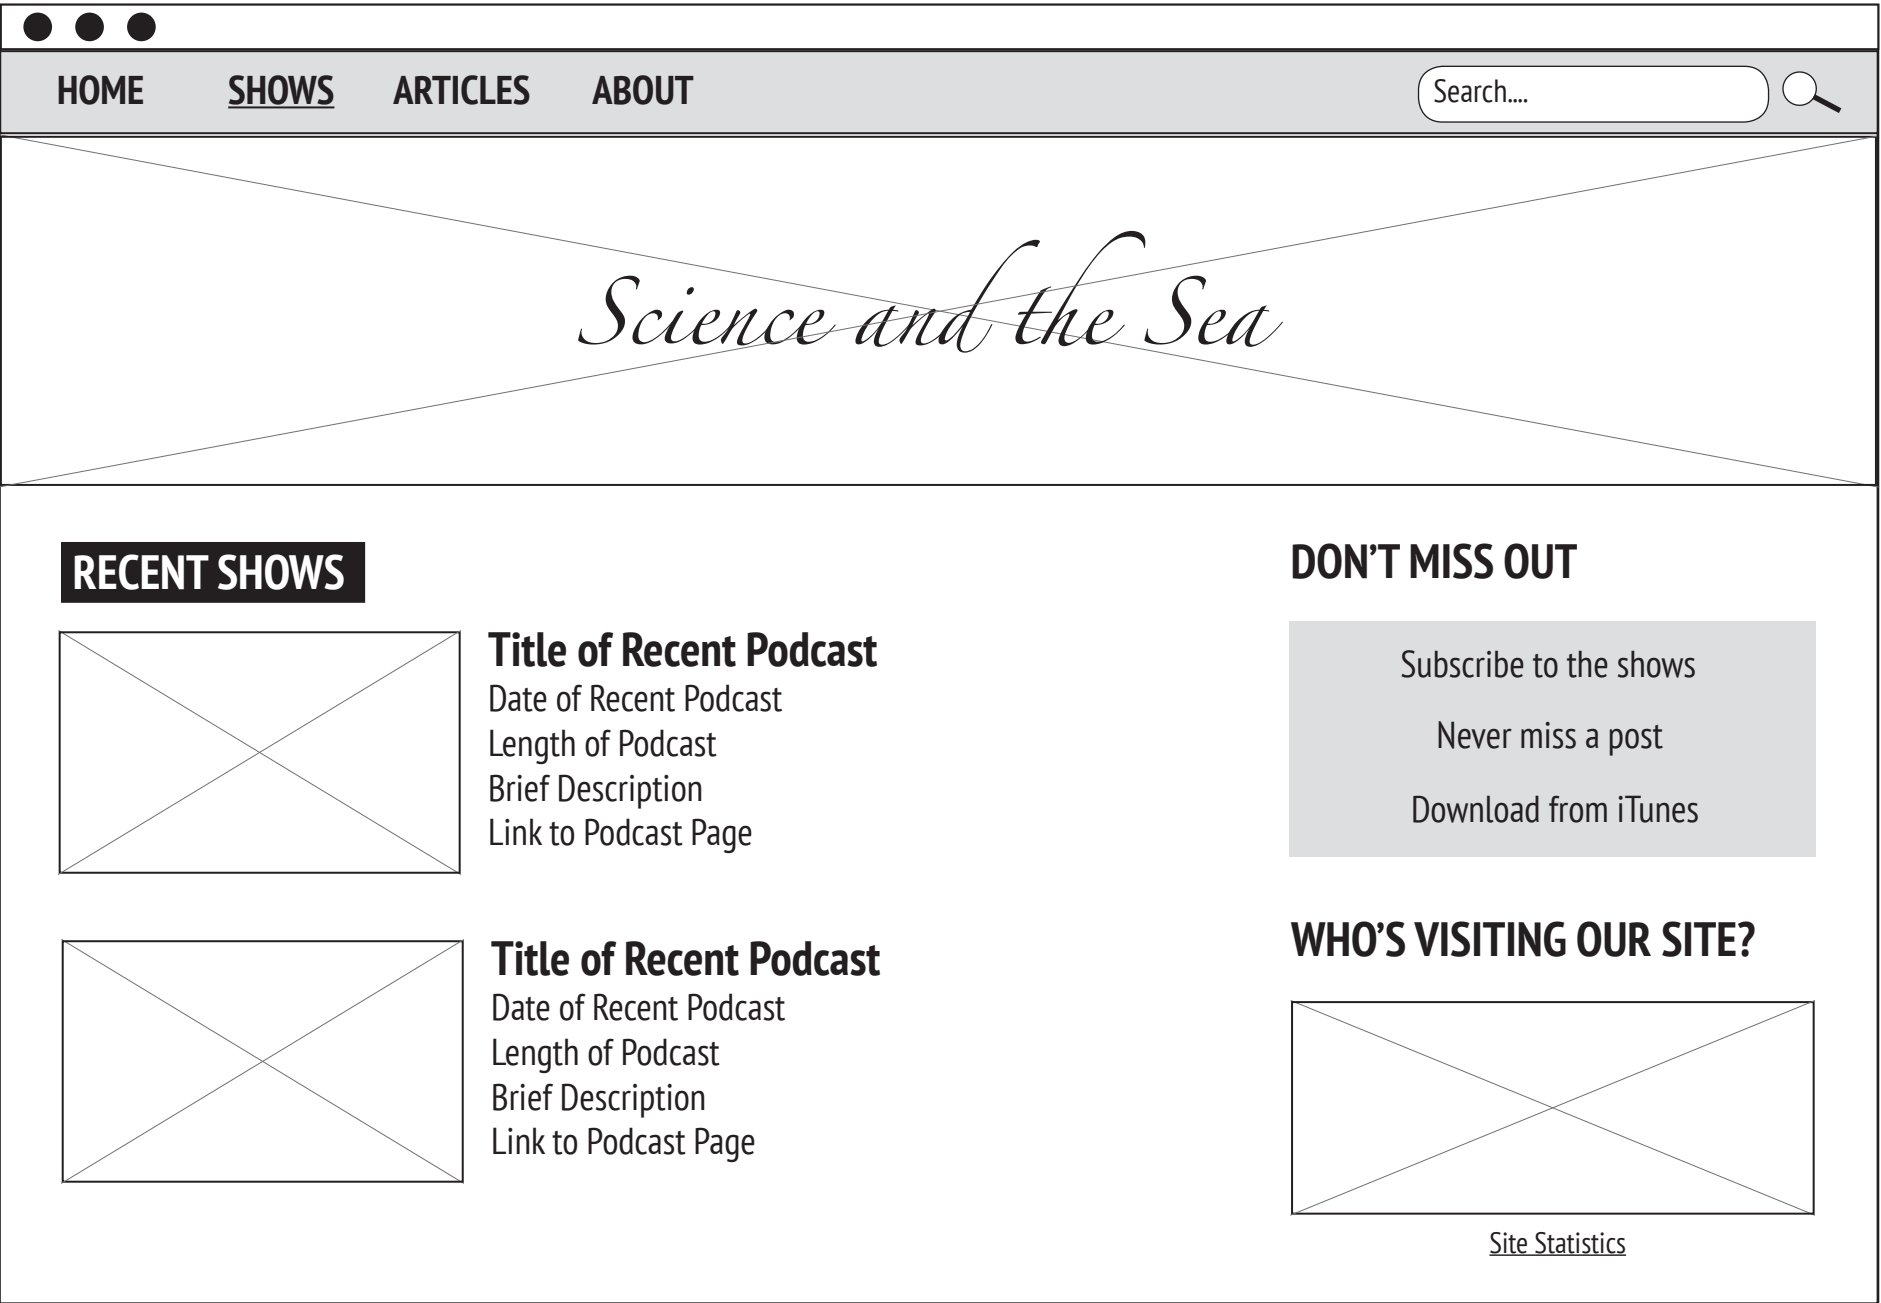 HOME SHOWS ARTICLES ABOUT Search....
Science and the Sea
RECENT SHOWS
Title of Recent Podcast
Date of Recent Podcast
Length of Podcast
Brief Description
Link to Podcast Page
Title of Recent Podcast
Date of Recent Podcast
Length of Podcast
Brief Description
Link to Podcast Page
DON’T MISS OUT
Subscribe to the shows
Never miss a post
Download from iTunes
WHO’S VISITING OUR SITE?
Site Statistics